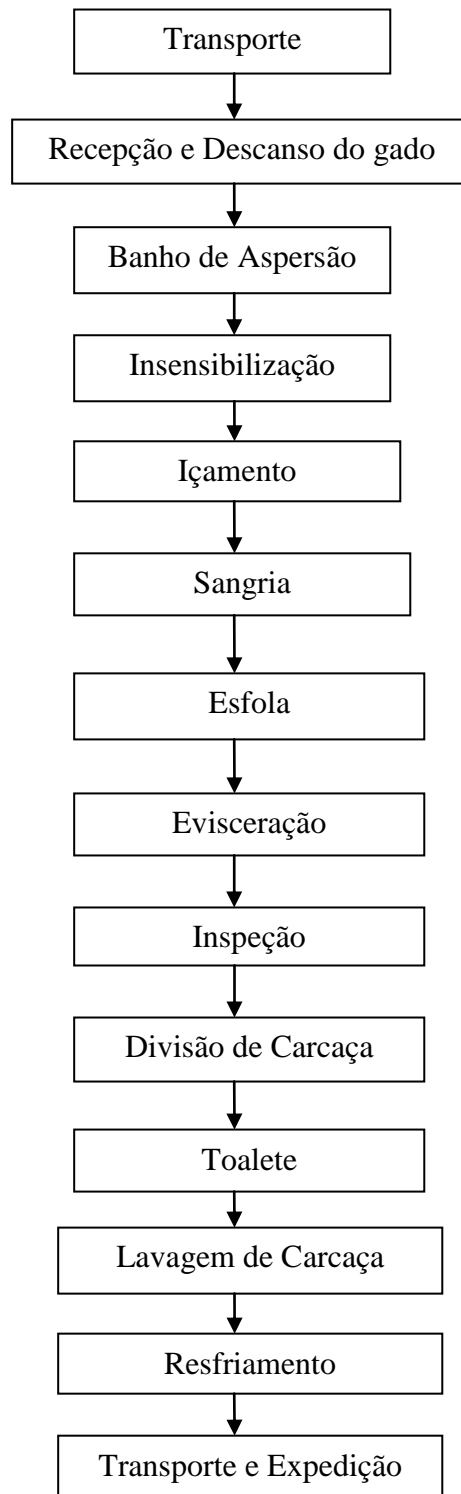 Transporte
Recepção e Descanso do gado
Banho de Aspersão
Insensibilização
Içamento
Sangria
Esfola
Evisceração
Inspeção
Divisão de Carcaça
Toalete
Lavagem de Carcaça
Resfriamento
Transporte e Expedição